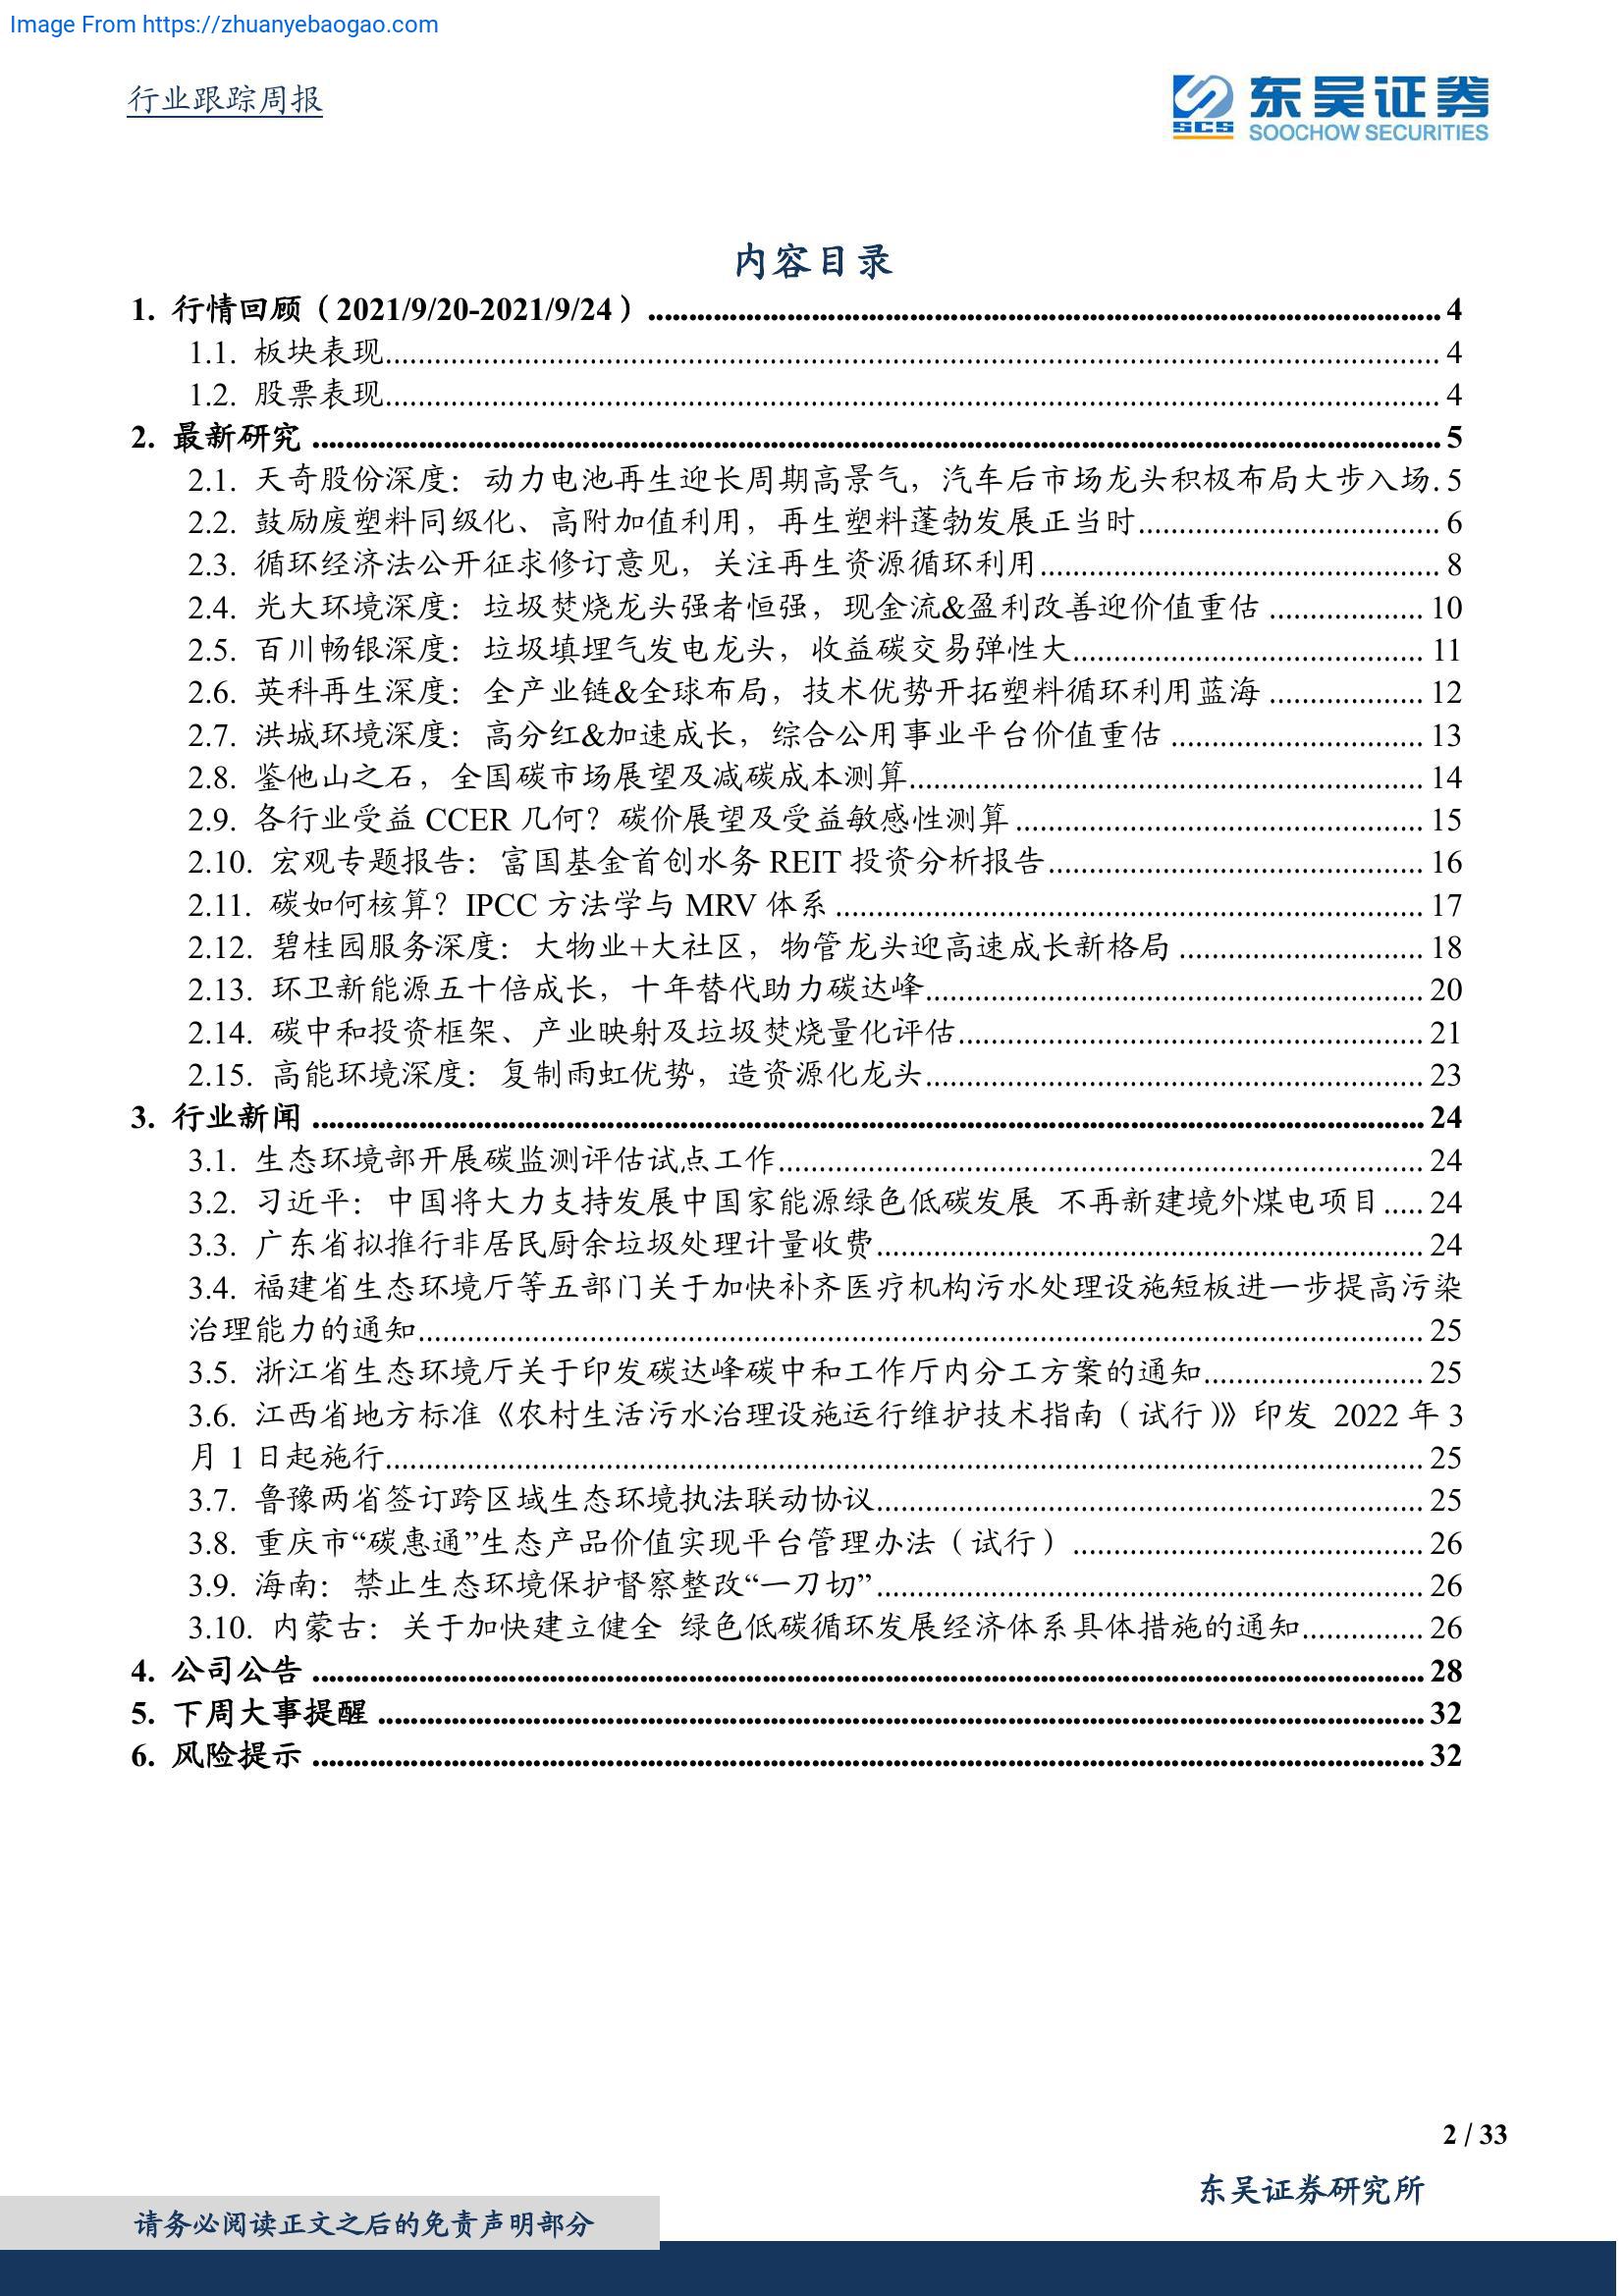 Image From https://zhuanyebaogao.com
行业跟踪周报
东吴证券
SCS
SOOCHOW SECURITIES
内容目录
1. 行情回顾（2021/9/20-2021/9/24）.......... 4
1.1. 板块表现.......... 4
1.2. 股票表现.......... 4
2. 最新研究.......... 5
2.1. 天奇股份深度：动力电池再生迎长周期高景气，汽车后市场龙头积极布局大步入场. 5
2.2. 鼓励废塑料同级化、高附加值利用，再生塑料蓬勃发展正当时.......... 6
2.3. 循环经济法公开征求修订意见，关注再生资源循环利用.......... 8
2.4. 光大环境深度：垃圾焚烧龙头强者恒强，现金流&盈利改善迎价值重估.......... 10
2.5. 百川畅银深度：垃圾填埋气发电龙头，收益碳交易弹性大.......... 11
2.6. 英科再生深度：全产业链&全球布局，技术优势开拓塑料循环利用蓝海.......... 12
2.7. 洪城环境深度：高分红&加速成长，综合公用事业平台价值重估.......... 13
2.8. 鉴他山之石，全国碳市场展望及减碳成本测算.......... 14
2.9. 各行业受益 CCER 几何？碳价展望及受益敏感性测算.......... 15
2.10. 宏观专题报告：富国基金首创水务 REIT 投资分析报告.......... 16
2.11. 碳如何核算？IPCC 方法学与 MRV 体系.......... 17
2.12. 碧桂园服务深度：大物业+大社区，物管龙头迎高速成长新格局.......... 18
2.13. 环卫新能源五十倍成长，十年替代助力碳达峰.......... 20
2.14. 碳中和投资框架、产业映射及垃圾焚烧量化评估.......... 21
2.15. 高能环境深度：复制雨虹优势，造资源化龙头.......... 23
3. 行业新闻.......... 24
3.1. 生态环境部开展碳监测评估试点工作.......... 24
3.2. 习近平：中国将大力支持发展中国家能源绿色低碳发展 不再新建境外煤电项目..... 24
3.3. 广东省拟推行非居民厨余垃圾处理计量收费.......... 24
3.4. 福建省生态环境厅等五部门关于加快补齐医疗机构污水处理设施短板进一步提高污染
治理能力的通知.......... 25
3.5. 浙江省生态环境厅关于印发碳达峰碳中和工作厅内分工方案的通知.......... 25
3.6. 江西省地方标准《农村生活污水治理设施运行维护技术指南（试行）》印发 2022 年 3
月 1 日起施行.......... 25
3.7. 鲁豫两省签订跨区域生态环境执法联动协议.......... 25
3.8. 重庆市“碳惠通”生态产品价值实现平台管理办法（试行）.......... 26
3.9. 海南：禁止生态环境保护督察整改“一刀切”.......... 26
3.10. 内蒙古：关于加快建立健全 绿色低碳循环发展经济体系具体措施的通知.......... 26
4. 公司公告.......... 28
5. 下周大事提醒.......... 32
6. 风险提示.......... 32
2 / 33
东吴证券研究所
请务必阅读正文之后的免责声明部分